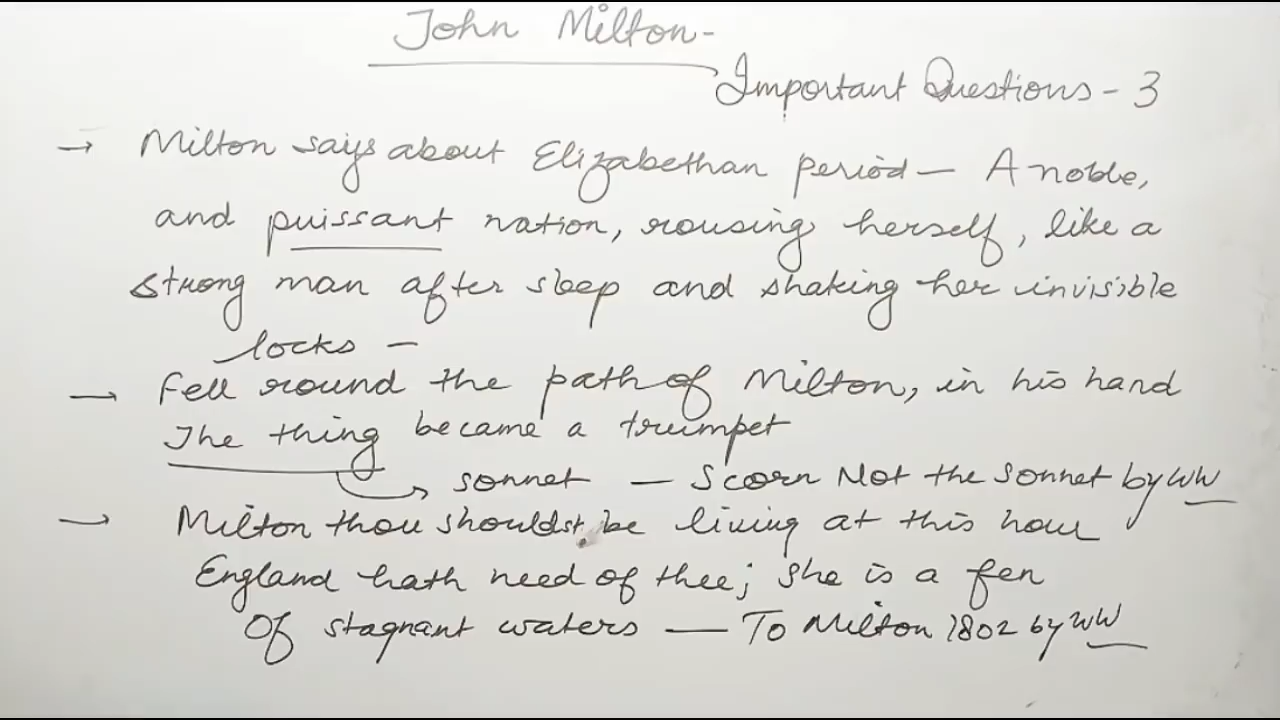 John Milton-
Important Questions - 3
→ Milton says about Elizabethan period — A noble,
and puissant nation, rousing herself, like a
strong man after sleep and shaking her invisible
locks —
→ Fell round the path of Milton, in his hand
The thing became a trumpet
→ sonnet — Scorn Not the Sonnet by WW
→ Milton thou shouldst be living at this hour
England hath need of thee; she is a fen
Of stagnant waters — To Milton 1802 by WW